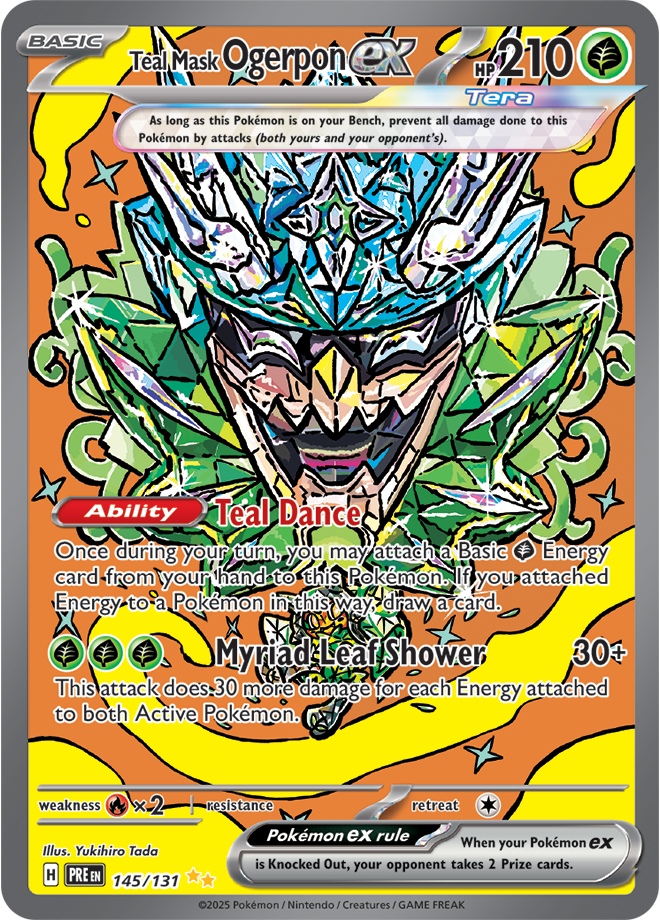 BASIC
Teal Mask Ogerpon ex HP 210
Tera
As long as this Pokémon is on your Bench, prevent all damage done to this
Pokémon by attacks (both yours and your opponent's).
Ability Teal Dance
Once during your turn, you may attach a Basic Energy
card from your hand to this Pokémon. If you attached
Energy to a Pokémon in this way, draw a card.
Myriad Leaf Shower 30+
This attack does 30 more damage for each Energy attached
to both Active Pokémon.
weakness ×2 resistance retreat
Pokémon ex rule When your Pokémon ex
is Knocked Out, your opponent takes 2 Prize cards.
Illus. Yukihiro Tada
H PRE EN 145/131
©2025 Pokémon / Nintendo / Creatures / GAME FREAK